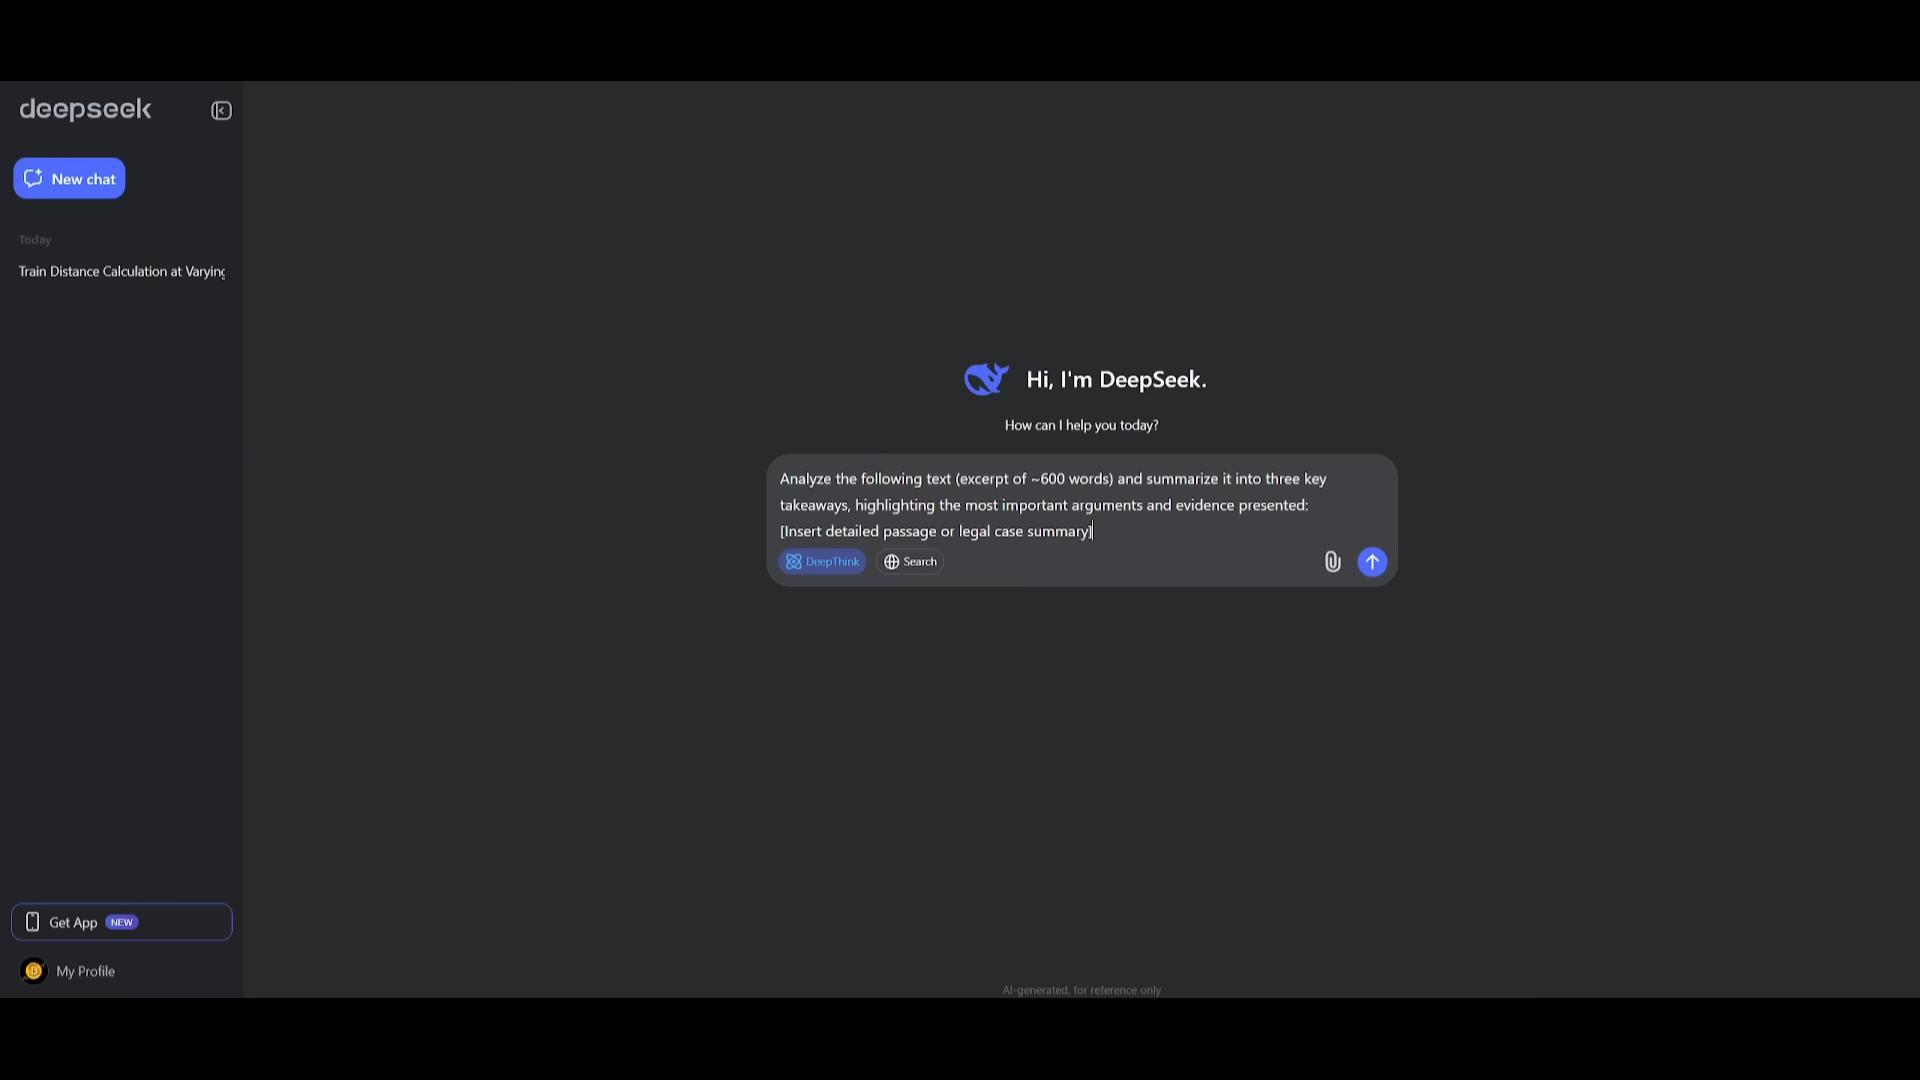 deepseek
New chat
Today
Train Distance Calculation at Varying
Hi, I'm DeepSeek.
How can I help you today?
Analyze the following text (excerpt of ~600 words) and summarize it into three key
takeaways, highlighting the most important arguments and evidence presented:
[Insert detailed passage or legal case summary]
DeepThink
Search
Get App NEW
My Profile
AI-generated, for reference only